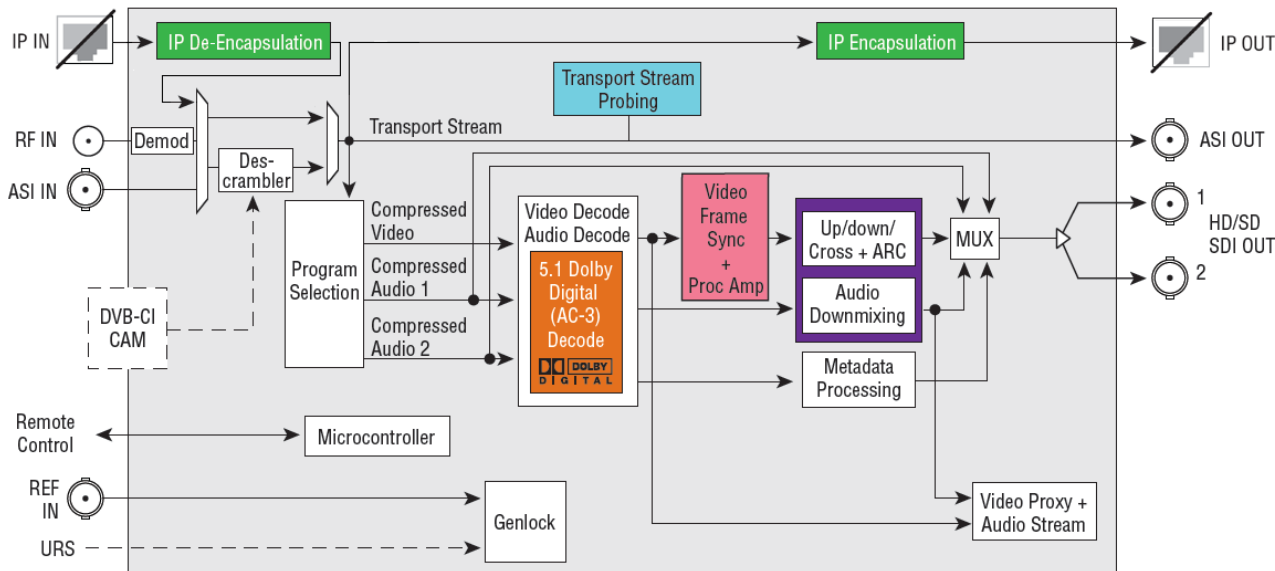 IP IN
IP De-Encapsulation
IP Encapsulation
IP OUT
Transport Stream
Probing
RF IN
Demod
Transport Stream
ASI OUT
ASI IN
Des-
crambler
Program
Selection
Compressed
Video
Compressed
Audio 1
Compressed
Audio 2
Video Decode
Audio Decode
5.1 Dolby
Digital
(AC-3)
Decode
DOLBY
DIGITAL
Video
Frame
Sync
+
Proc Amp
Up/down/
Cross + ARC
Audio
Downmixing
MUX
1
HD/SD
SDI OUT
2
DVB-CI
CAM
Metadata
Processing
Remote
Control
Microcontroller
REF
IN
Genlock
URS
Video Proxy +
Audio Stream